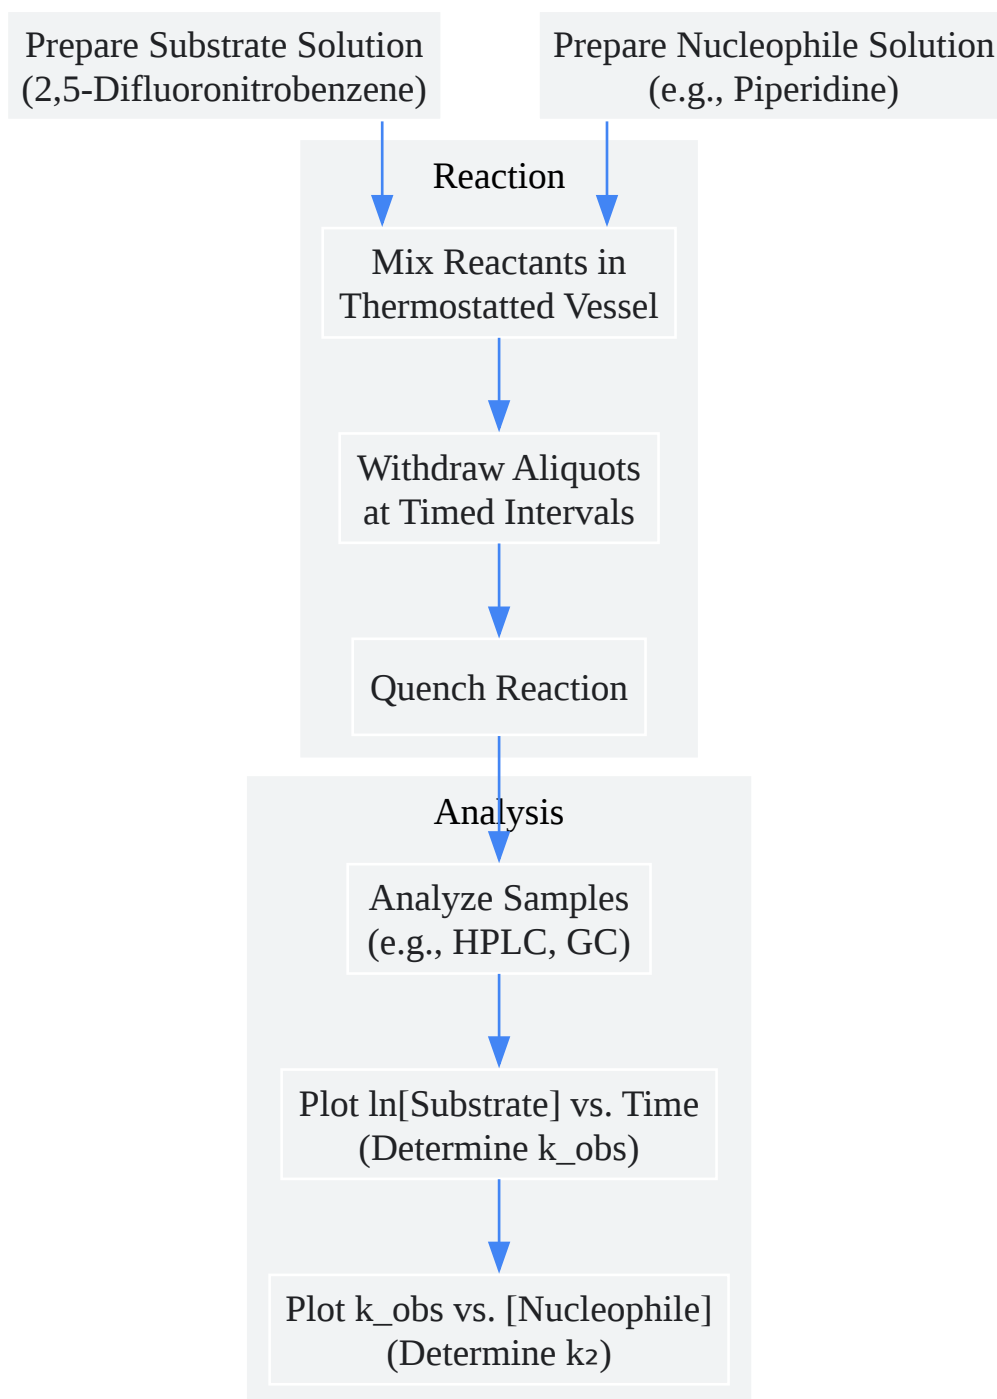 Prepare Substrate Solution
(2,5-Difluoronitrobenzene)
Prepare Nucleophile Solution
(e.g., Piperidine)
Reaction
Mix Reactants in
Thermostatted Vessel
Withdraw Aliquots
at Timed Intervals
Quench Reaction
Analysis
Analyze Samples
(e.g., HPLC, GC)
Plot ln[Substrate] vs. Time
(Determine k_obs)
Plot k_obs vs. [Nucleophile]
(Determine k₂)